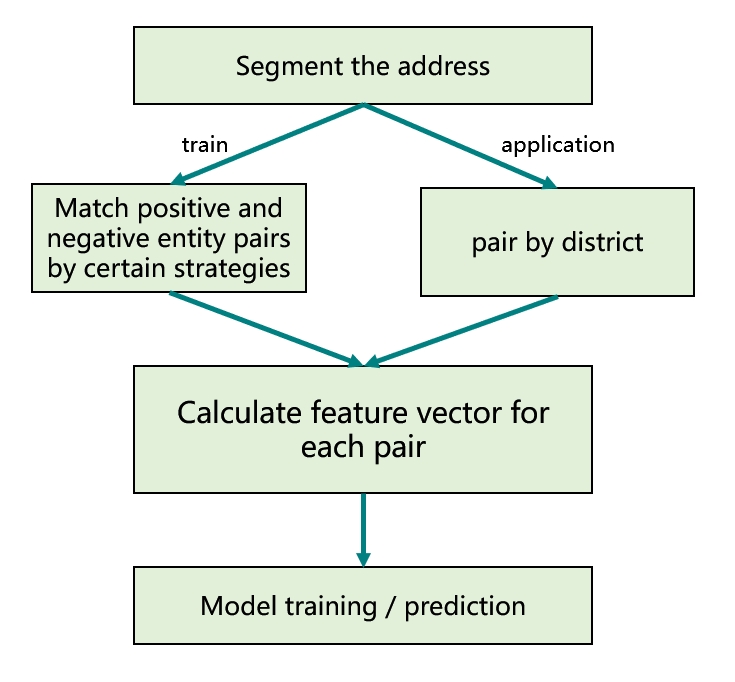 Segment the address
train
application
Match positive and
negative entity pairs
by certain strategies
pair by district
Calculate feature vector for
each pair
Model training / prediction